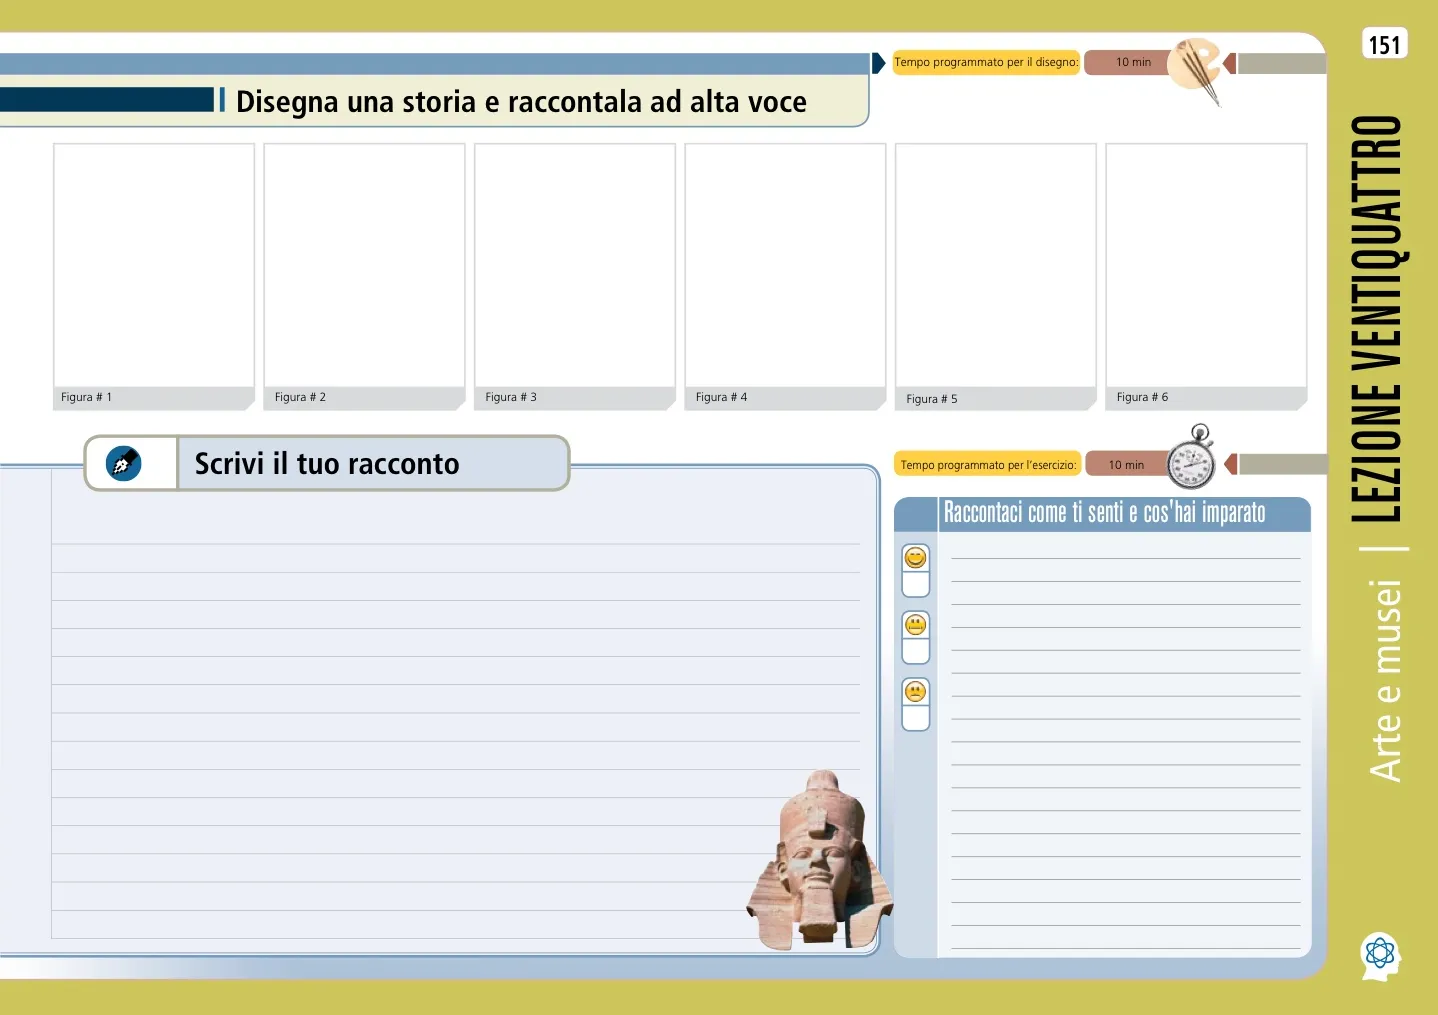 151
Tempo programmato per il disegno:
10 min
Disegna una storia e raccontala ad alta voce
Figura # 1
Figura # 2
Figura # 3
Figura # 4
Figura # 5
Figura # 6
Scrivi il tuo racconto
Tempo programmato per l'esercizio:
10 min
Raccontaci come ti senti e cos'hai imparato
Arte e musei | LEZIONE VENTIQUATTRO